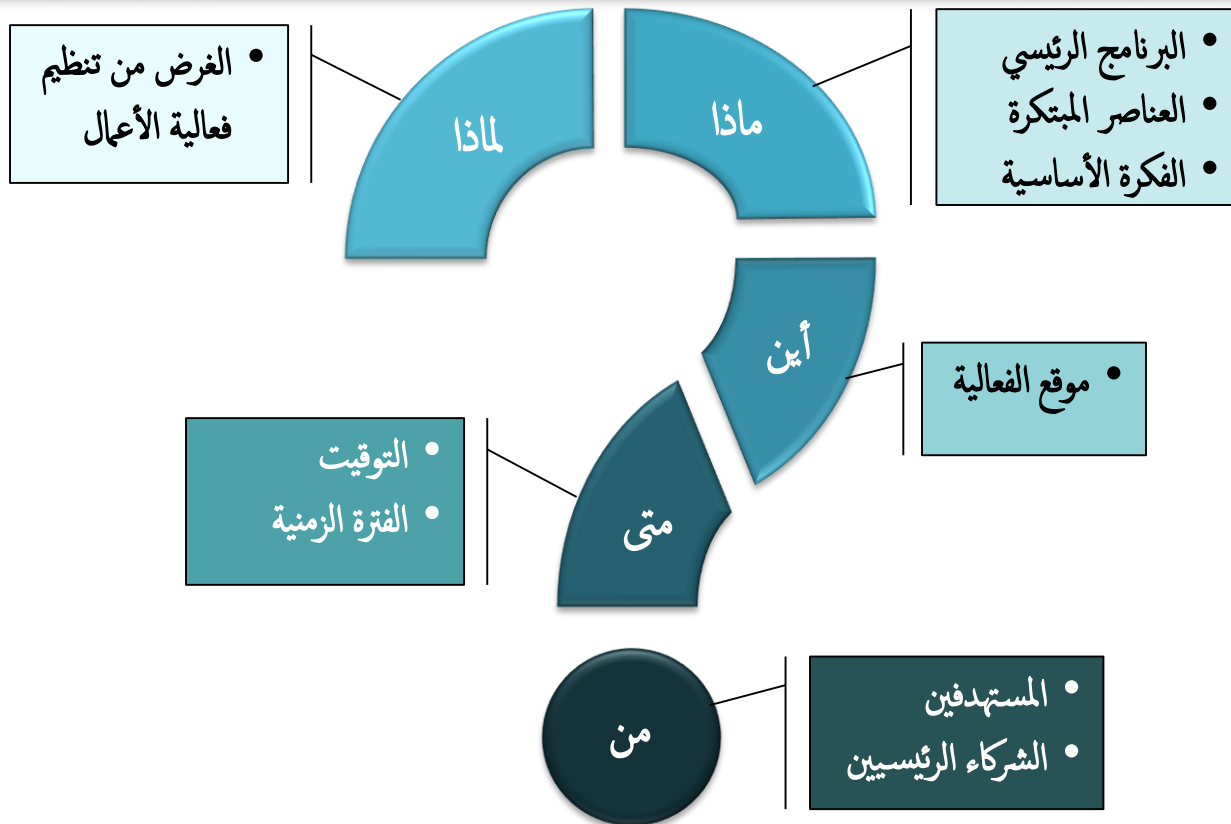 ماذا
• البرنامج الرئيسي
• العناصر المبتكرة
• الفكرة الأساسية
لماذا
• الغرض من تنظيم
فعالية الأعمال
أين
• موقع الفعالية
متى
• التوقيت
• الفترة الزمنية
من
• المستهدفين
• الشركاء الرئيسيين